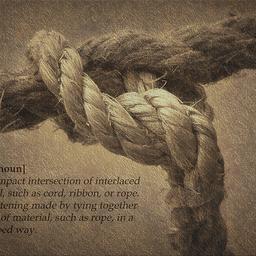 noun]
mpact intersection of interlaced
l, such as cord, ribbon, or rope.
tening made by tying together
of material, such as rope, in a
bed way.